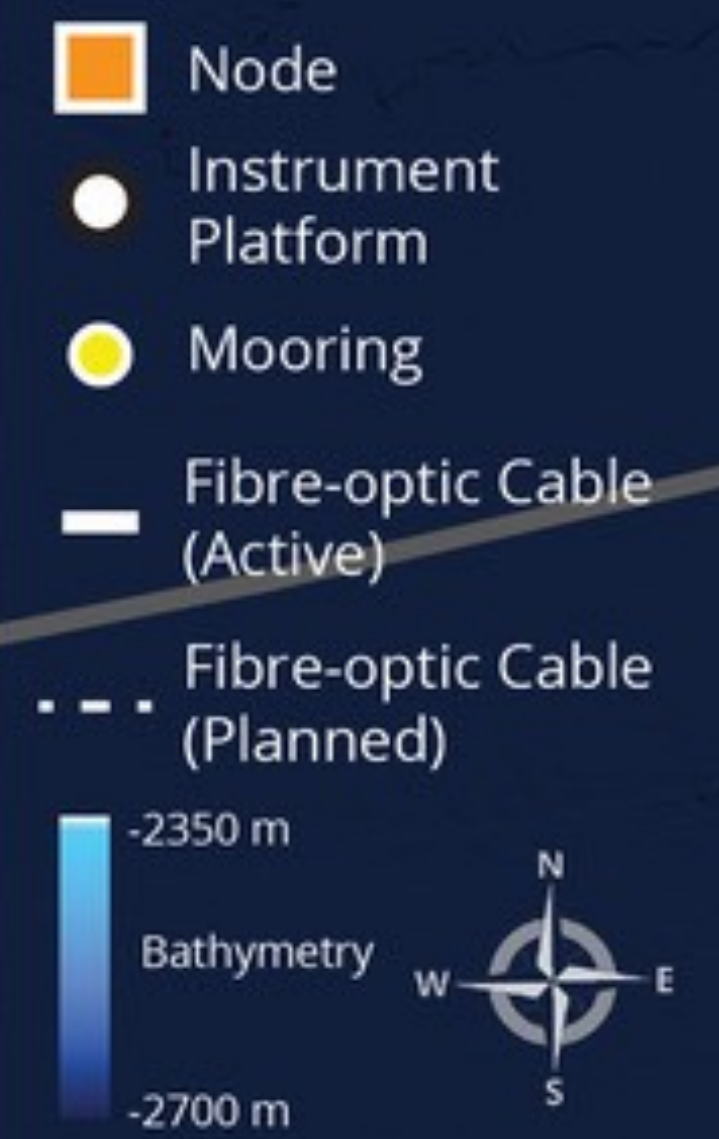 Node
Instrument
Platform
Mooring
Fibre-optic Cable
(Active)
Fibre-optic Cable
(Planned)
-2350 m
Bathymetry
-2700 m
N
W E
S